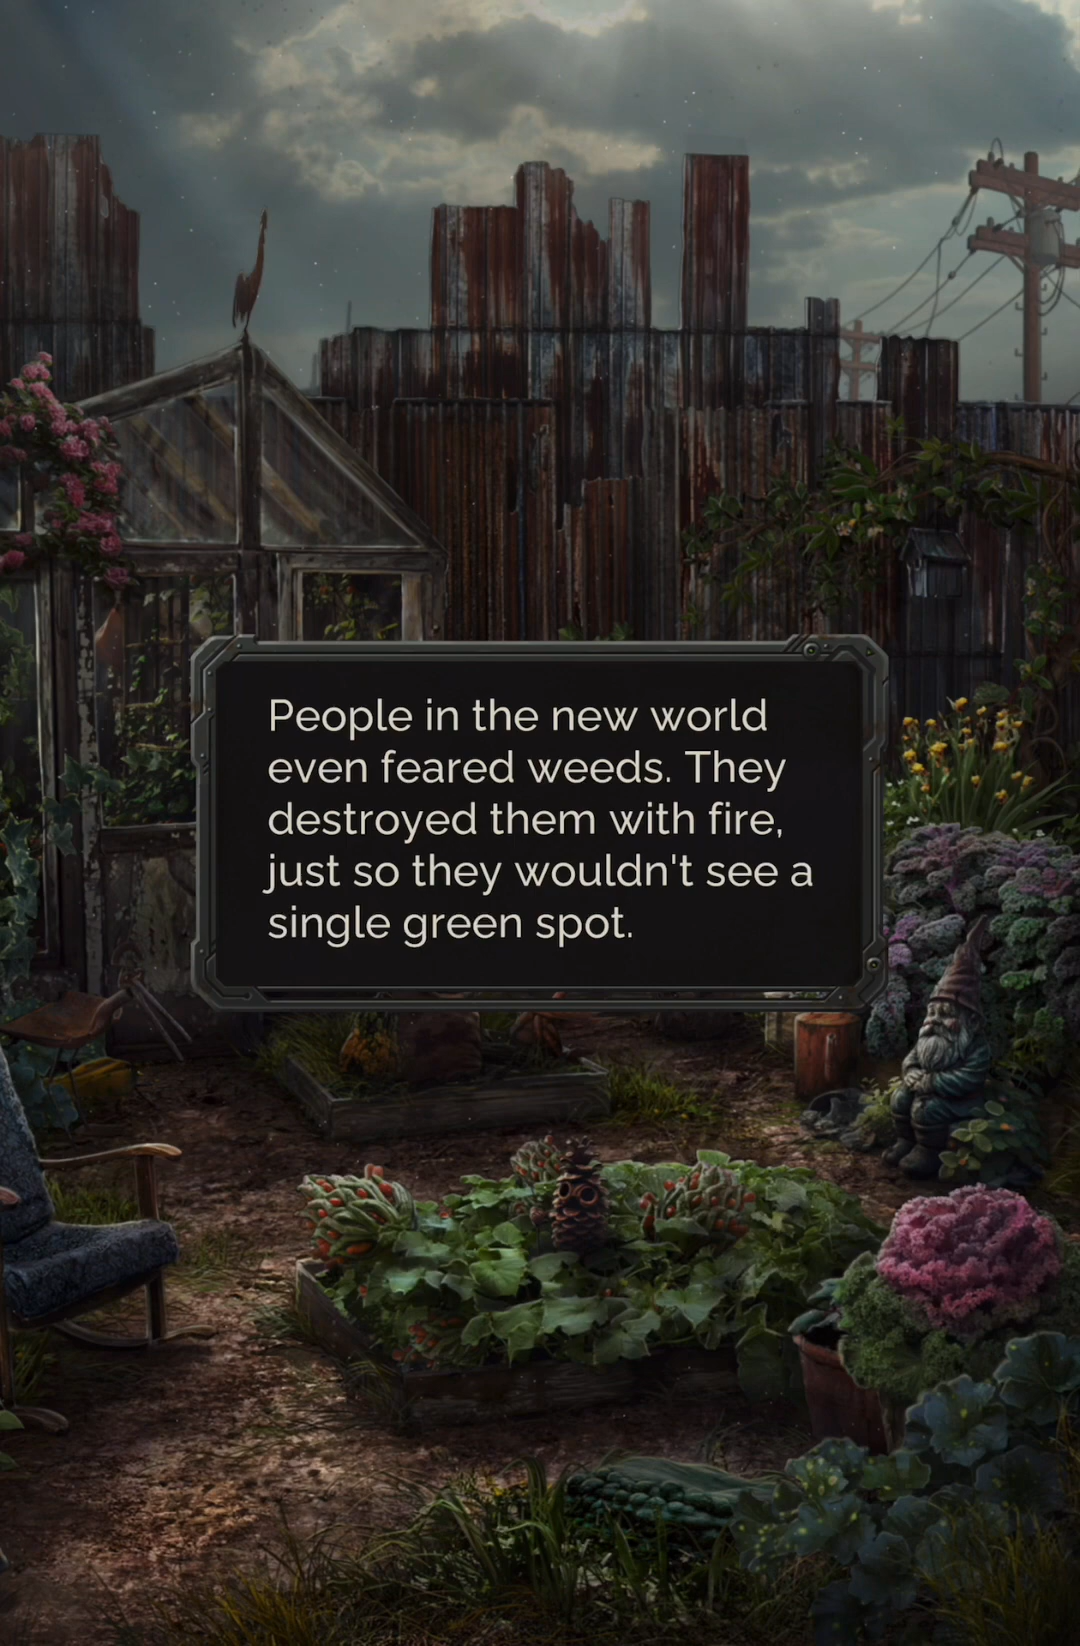 People in the new world
even feared weeds. They
destroyed them with fire,
just so they wouldn't see a
single green spot.